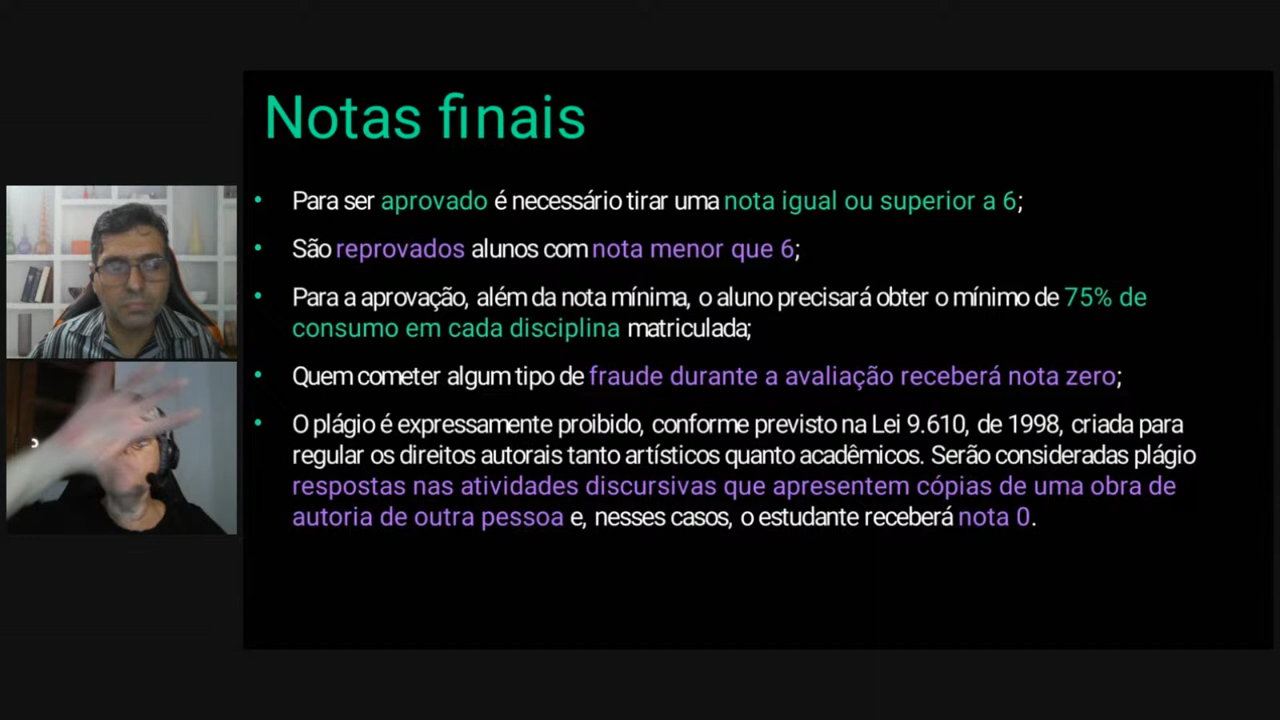 Notas finais
• Para ser aprovado é necessário tirar uma nota igual ou superior a 6;
• São reprovados alunos com nota menor que 6;
• Para a aprovação, além da nota mínima, o aluno precisará obter o mínimo de 75% de
consumo em cada disciplina matriculada;
• Quem cometer algum tipo de fraude durante a avaliação receberá nota zero;
• O plágio é expressamente proibido, conforme previsto na Lei 9.610, de 1998, criada para
regular os direitos autorais tanto artísticos quanto acadêmicos. Serão consideradas plágio
respostas nas atividades discursivas que apresentem cópias de uma obra de
autoria de outra pessoa e, nesses casos, o estudante receberá nota 0.